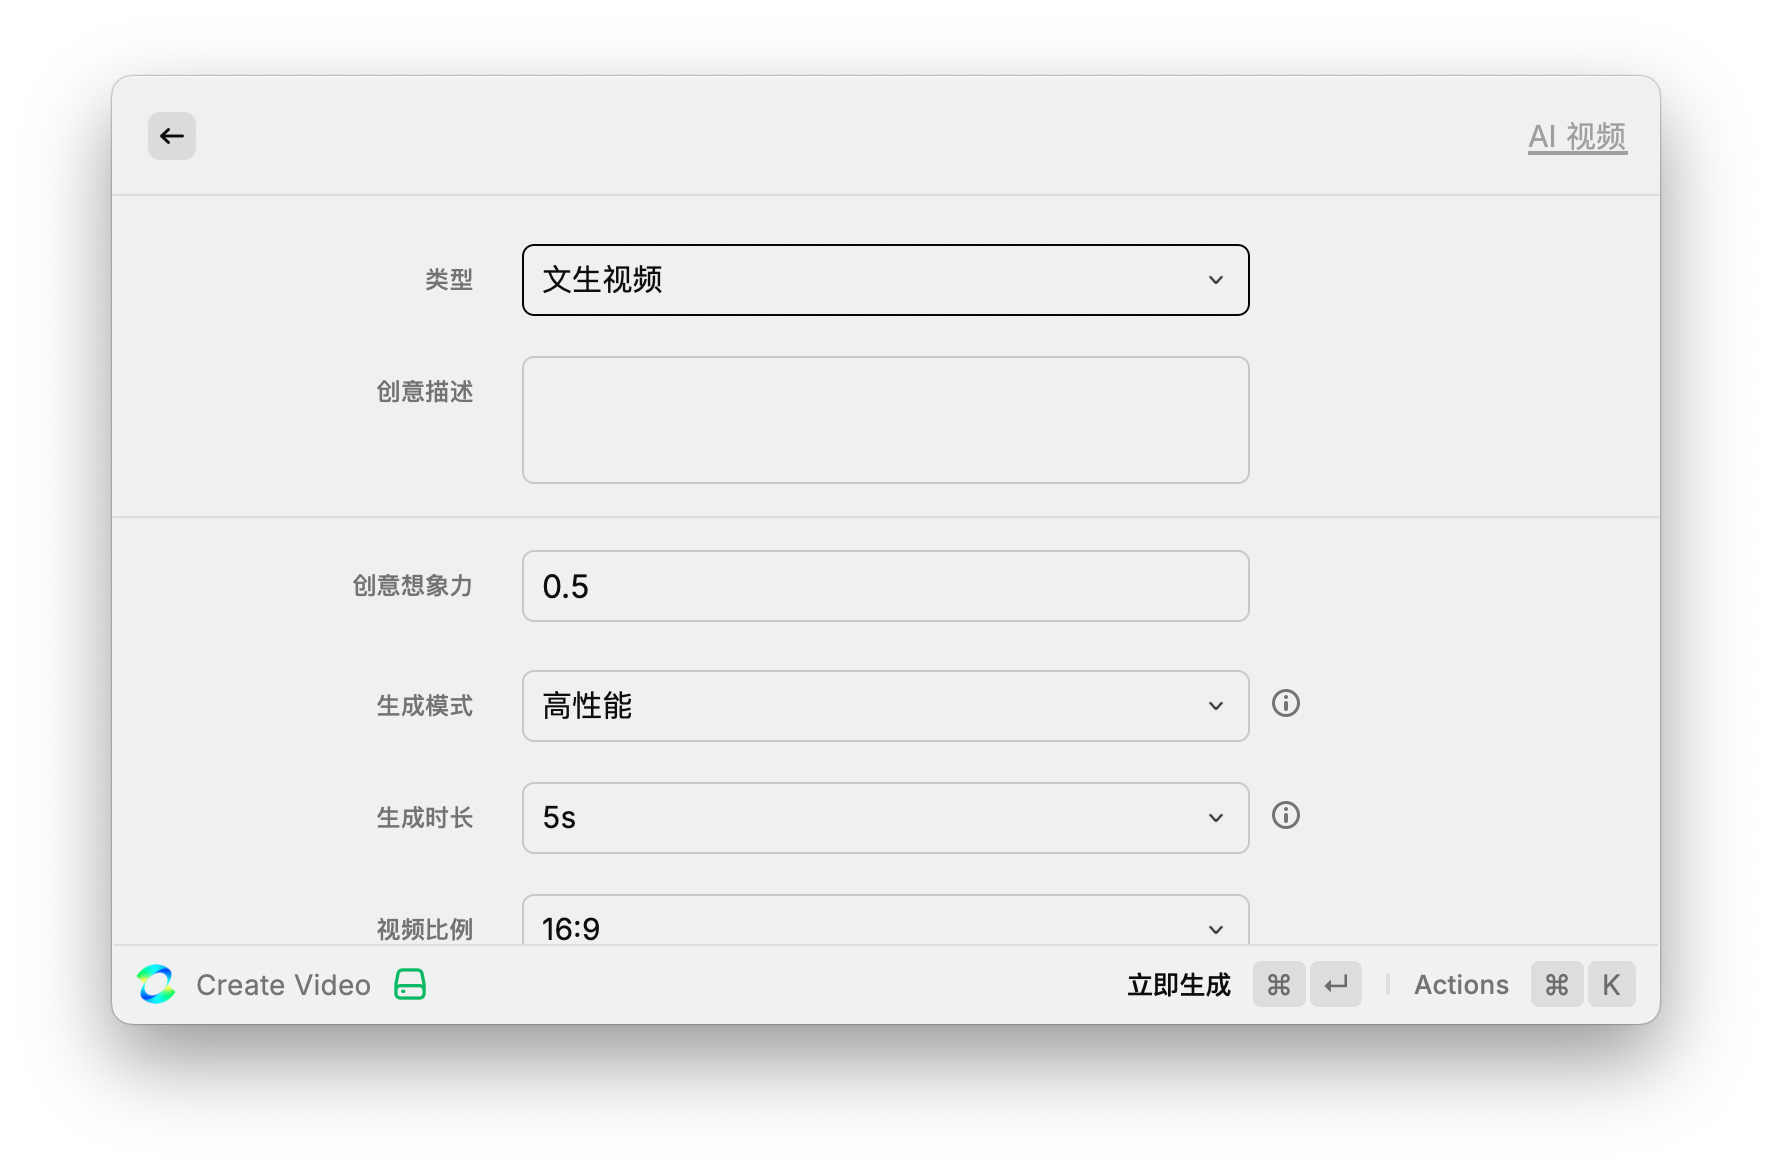 AI 视频
类型
文生视频
创意描述
创意想象力
0.5
生成模式
高性能
生成时长
5s
视频比例
16:9
Create Video
立即生成 ⌘ ↵ Actions ⌘ K